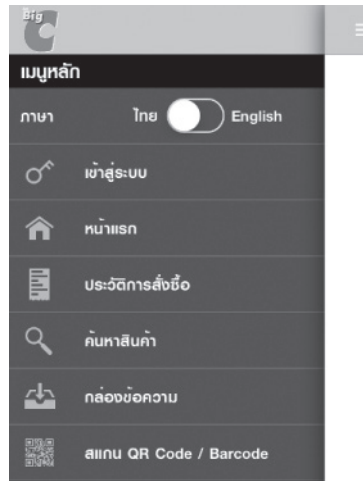 Big C
เมนูหลัก
ภาษา ไทย English
เข้าสู่ระบบ
หน้าแรก
ประวัติการสั่งซื้อ
ค้นหาสินค้า
กล่องข้อความ
สแกน QR Code / Barcode